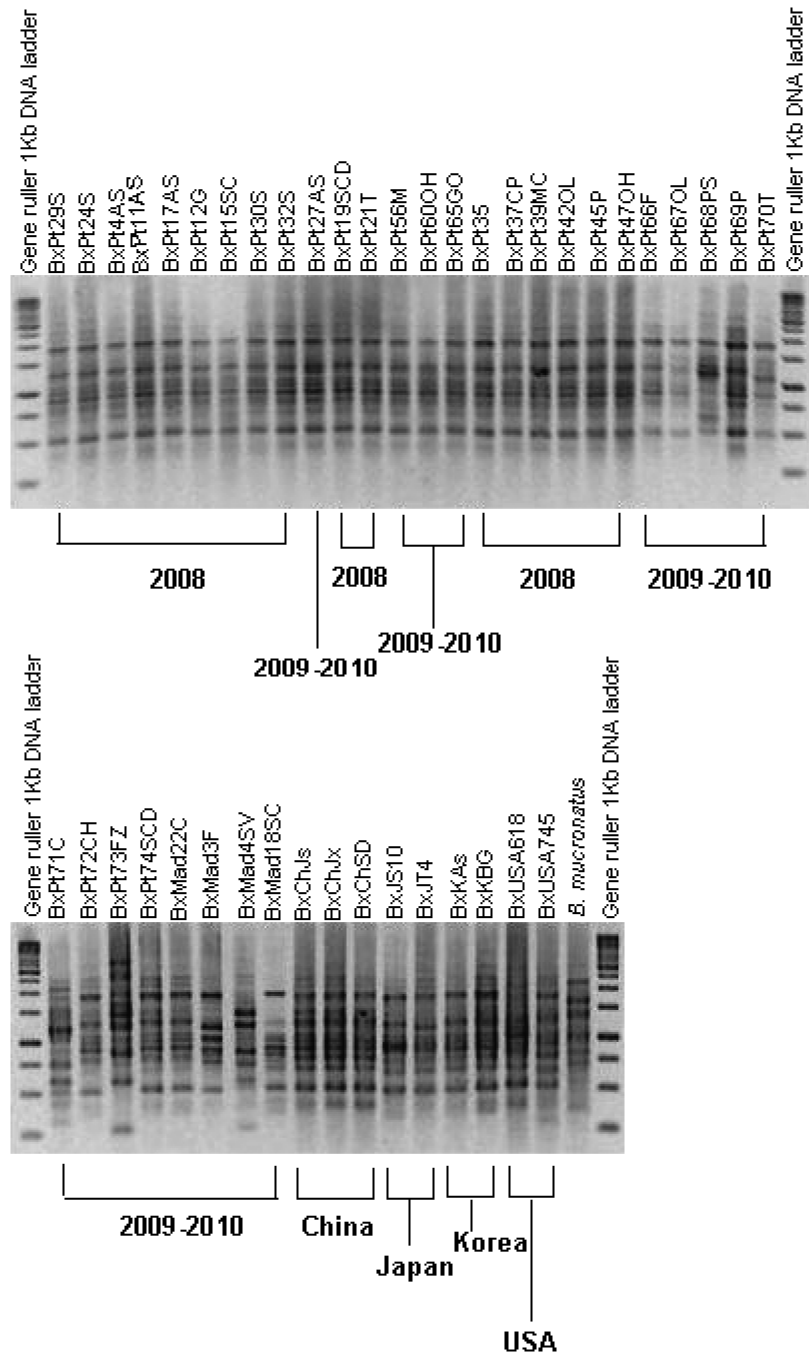 Gene ruller 1Kb DNA ladder
BxPt29S
BxPt24S
BxPt4AS
BxPt11AS
BxPt17AS
BxPt12G
BxPt15SC
BxPt30S
BxPt32S
BxPt27AS
BxPt19SCD
BxPt21T
BxPt56M
BxPt60OH
BxPt65GO
BxPt35
BxPt37CP
BxPt39MC
BxPt42OL
BxPt45P
BxPt47OH
BxPt66F
BxPt67OL
BxPt68PS
BxPt69P
BxPt70T
Gene ruller 1Kb DNA ladder
2008
2009-2010
2008
2009-2010
2008
2009-2010
Gene ruller 1Kb DNA ladder
BxPt71C
BxPt72CH
BxPt73FZ
BxPt74SCD
BxMad22C
BxMad3F
BxMad4SV
BxMad18SC
BxChJs
BxChJx
BxChSD
BxJS10
BxJT4
BxKAs
BxKBG
BxUSA618
BxUSA745
B. mucronatus
Gene ruller 1Kb DNA ladder
2009-2010
China
Japan
Korea
USA